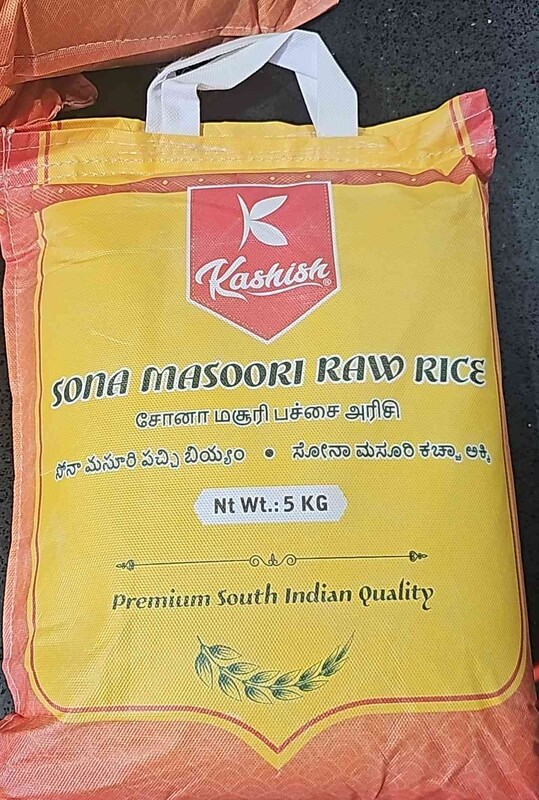 Kashish®
SONA MASOORI RAW RICE
சோனா மசூரி பச்சை அரிசி
సోనా మసూరి పచ్చి బియ్యం • ಸೋನಾ ಮಸೂರಿ ಕಚ್ಚಾ ಅಕ್ಕಿ
Nt Wt.: 5 KG
Premium South Indian Quality